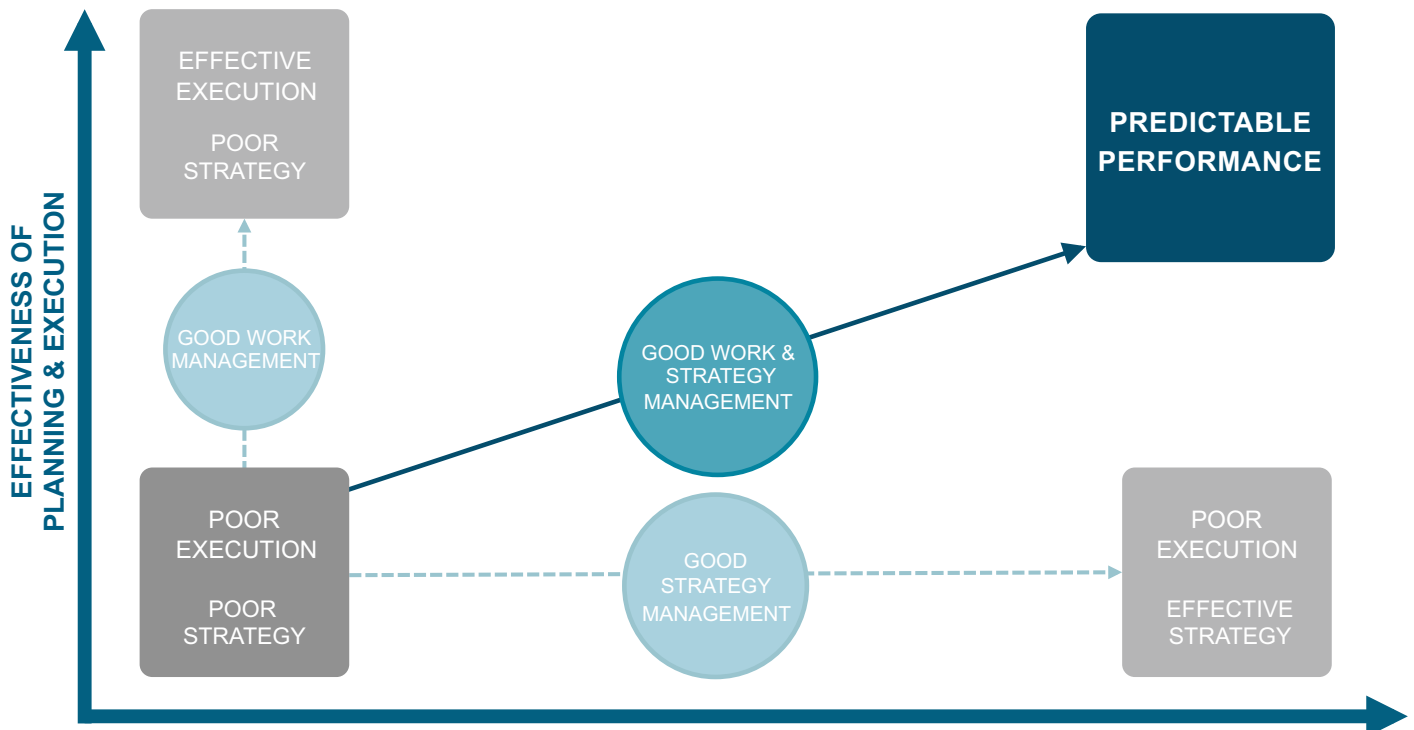 EFFECTIVE
EXECUTION
POOR
STRATEGY
PREDICTABLE
PERFORMANCE
EFFECTIVENESS OF
PLANNING & EXECUTION
GOOD WORK
MANAGEMENT
GOOD WORK &
STRATEGY
MANAGEMENT
POOR
EXECUTION
POOR
STRATEGY
GOOD
STRATEGY
MANAGEMENT
POOR
EXECUTION
EFFECTIVE
STRATEGY